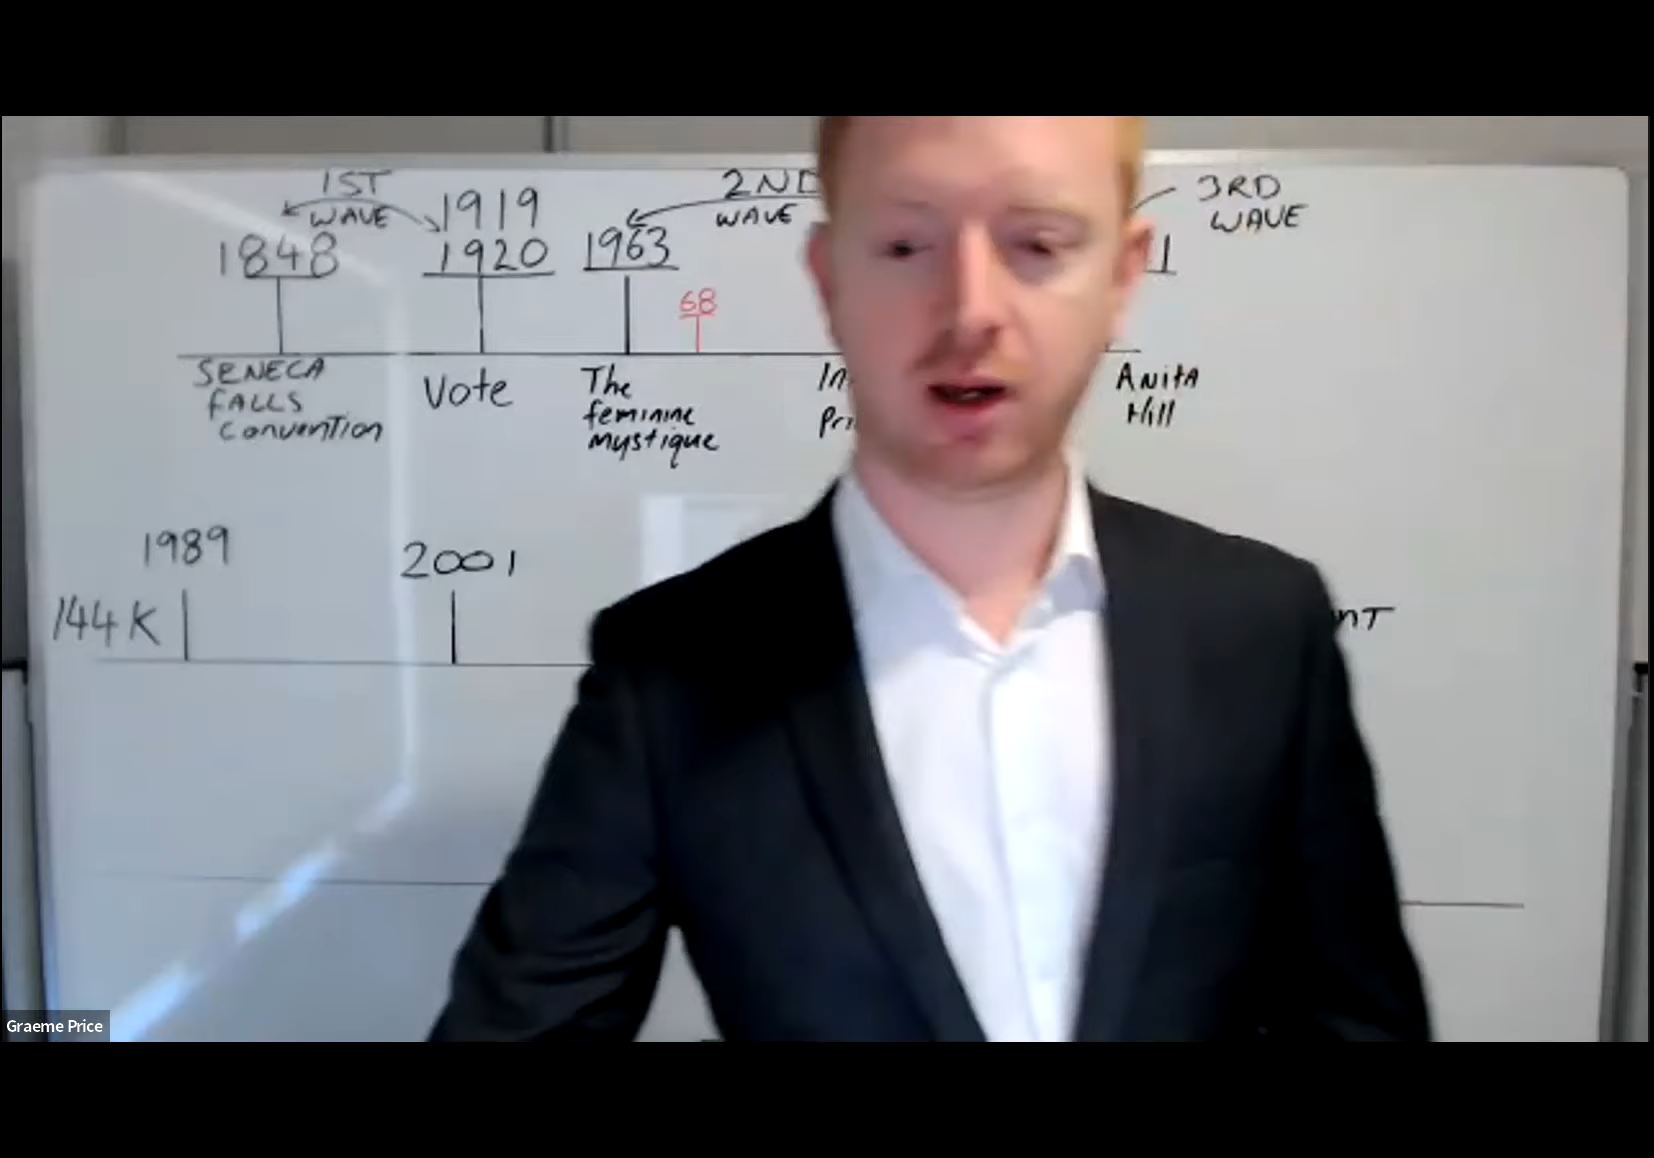 1ST
WAVE
1919
1920
1848
1963
2ND
WAVE
3RD
WAVE
68
SENECA
FALLS
Convention
Vote
The
feminine
mystique
Anita
Hill
1989
2001
144K
Graeme Price